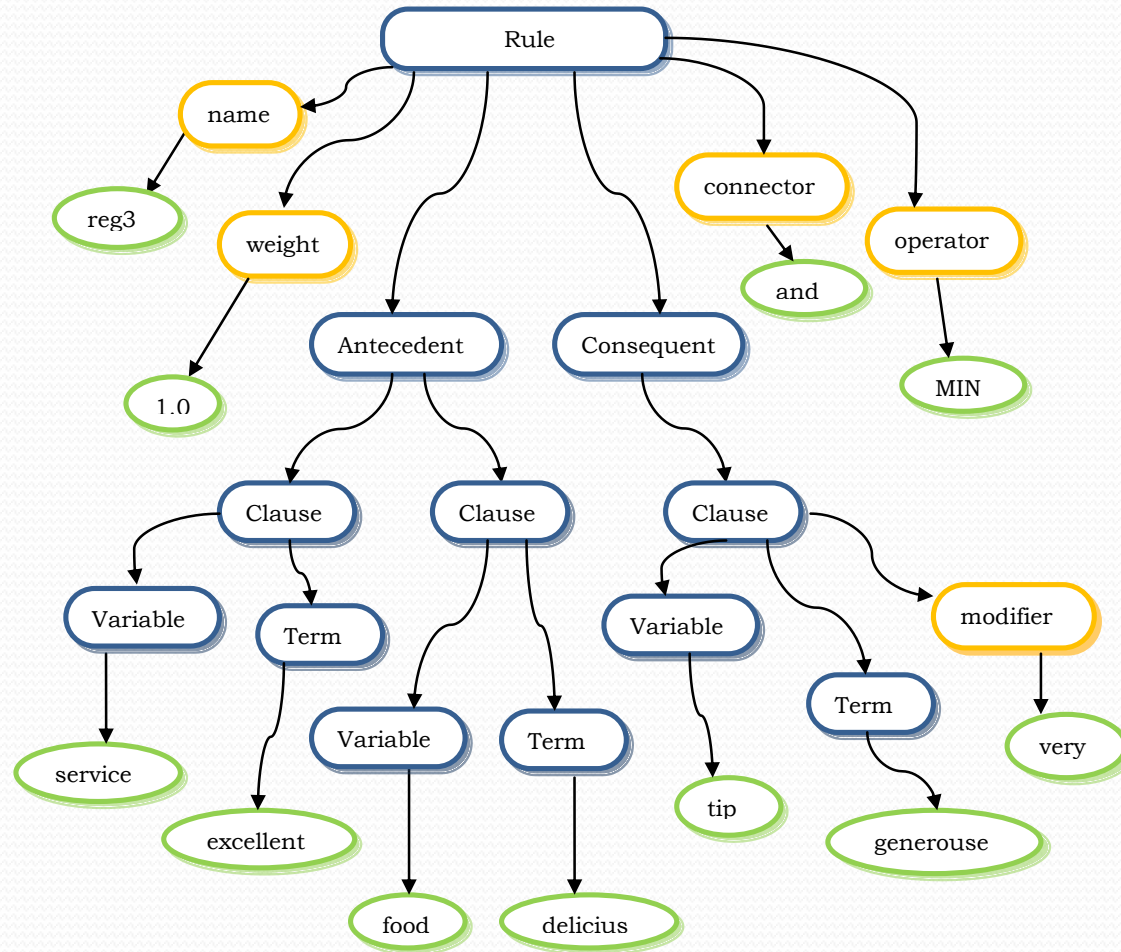 Rule
name
connector
reg3
weight
operator
and
Antecedent
Consequent
MIN
1.0
Clause
Clause
Clause
Variable
Term
Variable
modifier
Variable
Term
Term
very
service
tip
excellent
generouse
food
delicius